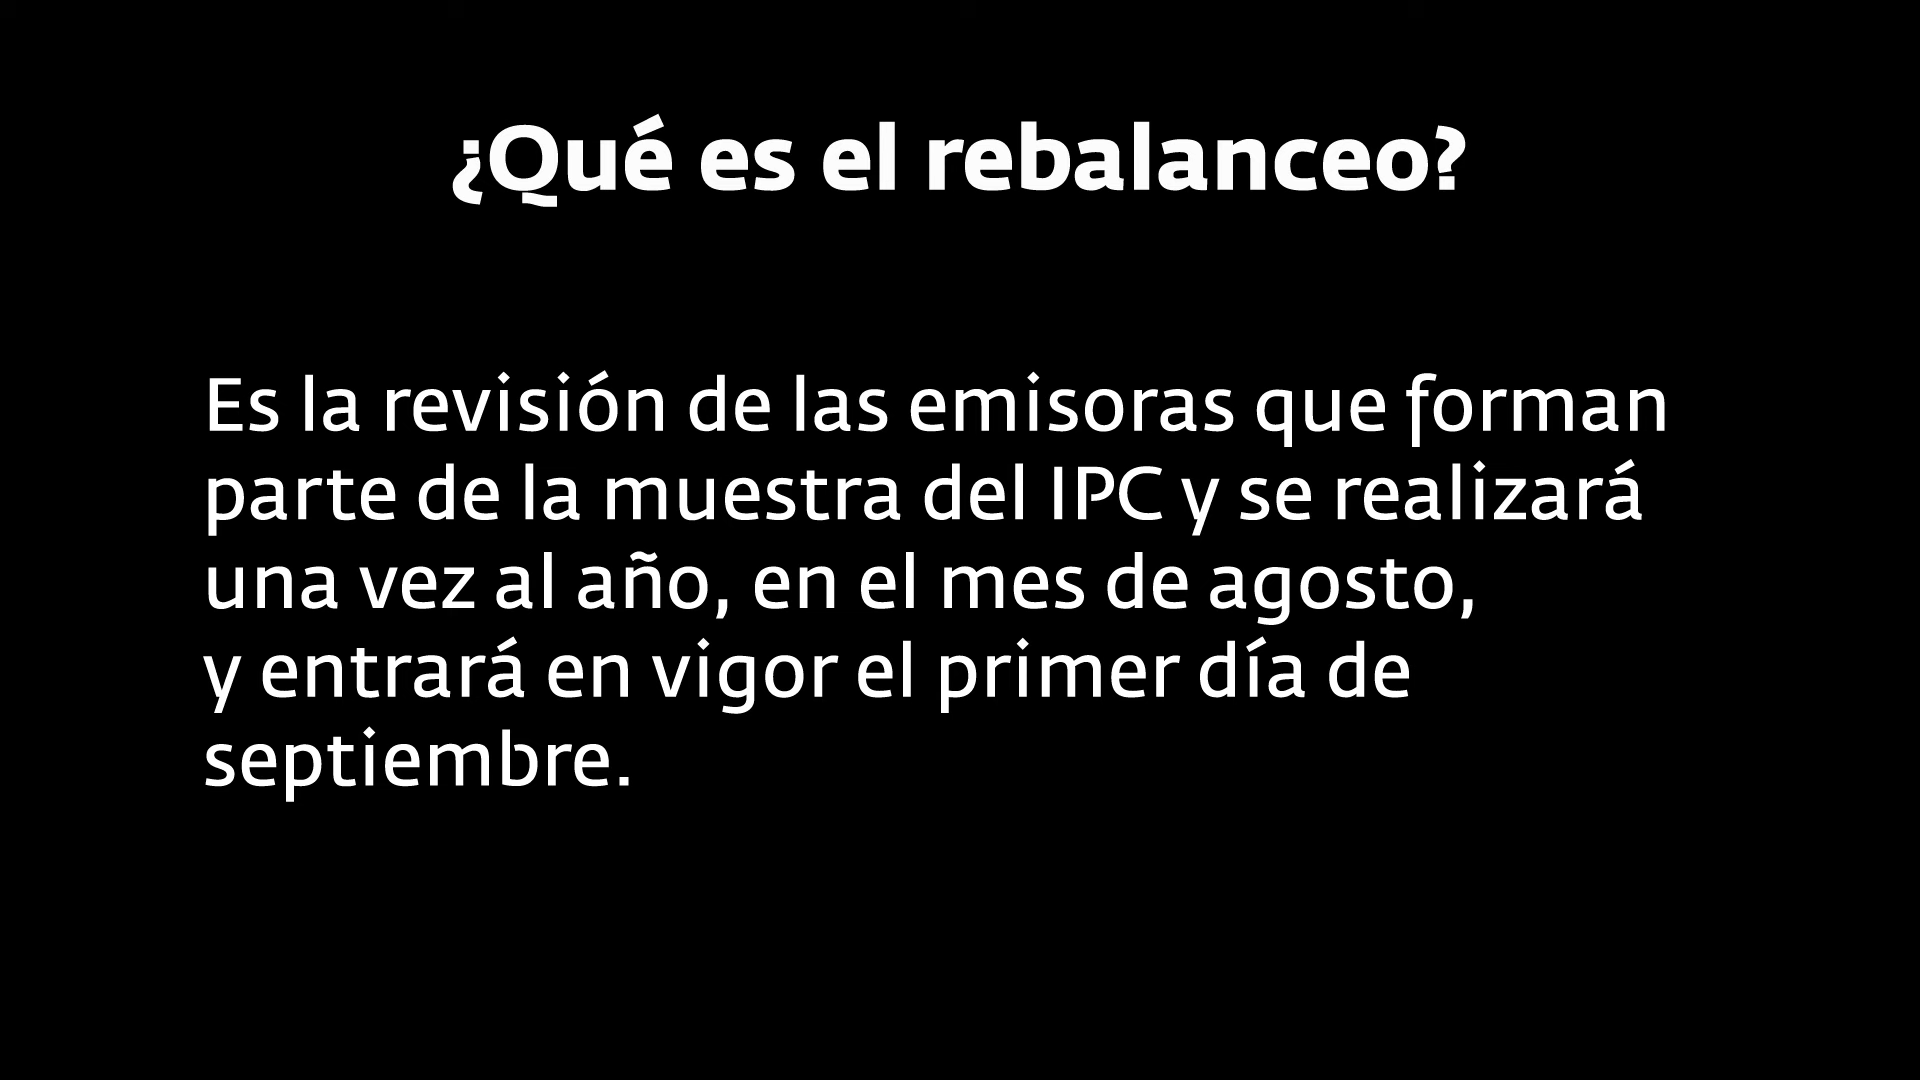 ¿Qué es el rebalanceo?
Es la revisión de las emisoras que forman
parte de la muestra del IPC y se realizará
una vez al año, en el mes de agosto,
y entrará en vigor el primer día de
septiembre.